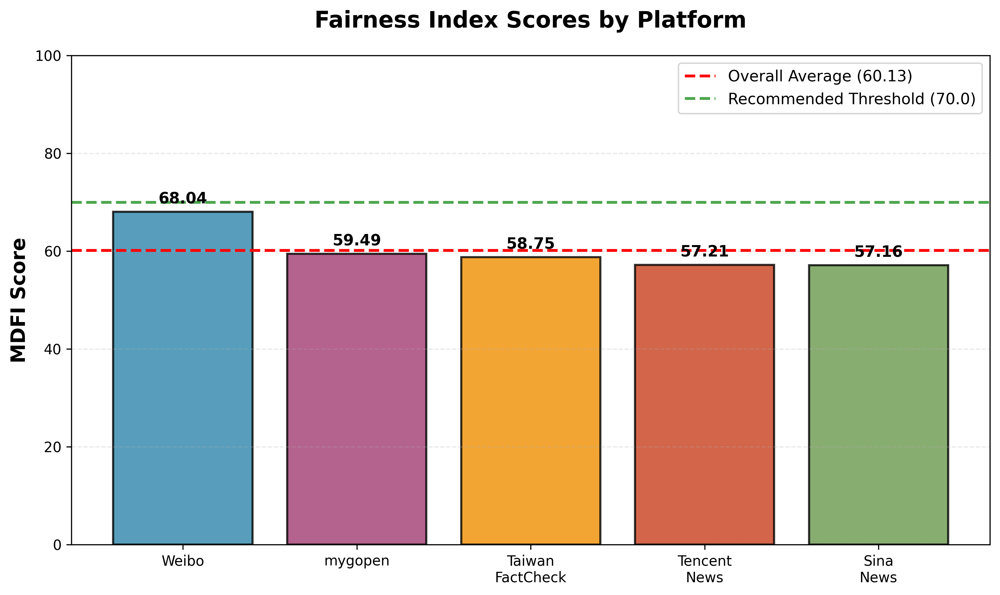 Fairness Index Scores by Platform
MDFI Score
100
80
60
40
20
0
Overall Average (60.13)
Recommended Threshold (70.0)
68.04
59.49
58.75
57.21
57.16
Weibo
mygopen
Taiwan
FactCheck
Tencent
News
Sina
News